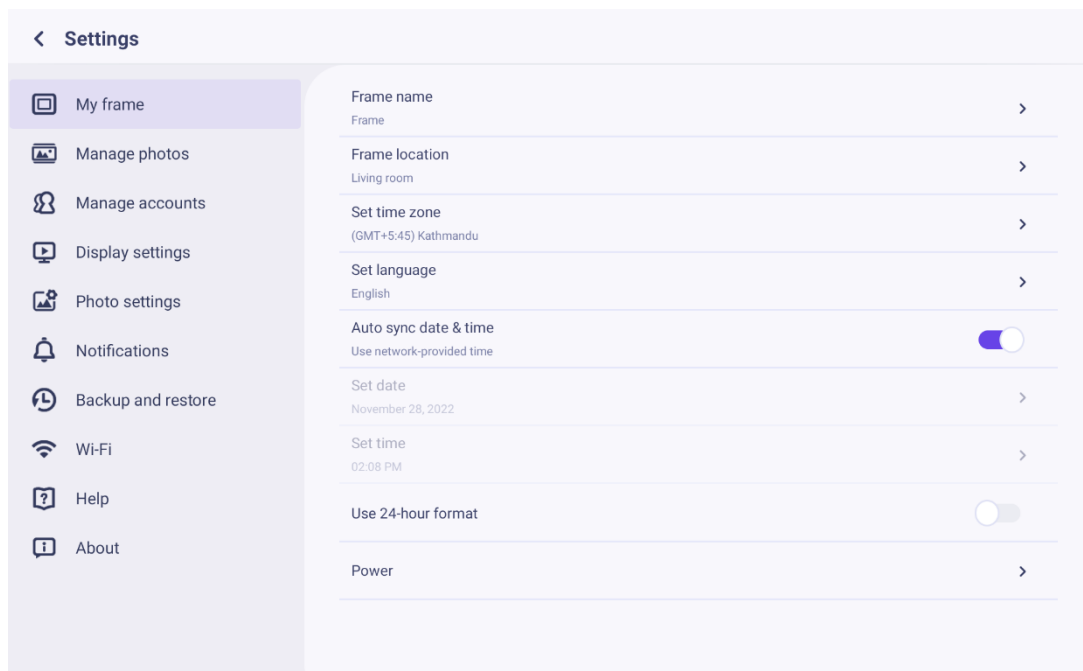 Settings
My frame
Manage photos
Manage accounts
Display settings
Photo settings
Notifications
Backup and restore
Wi-Fi
Help
About
Frame name
Frame
Frame location
Living room
Set time zone
(GMT+5:45) Kathmandu
Set language
English
Auto sync date & time
Use network-provided time
Set date
November 28, 2022
Set time
02:08 PM
Use 24-hour format
Power